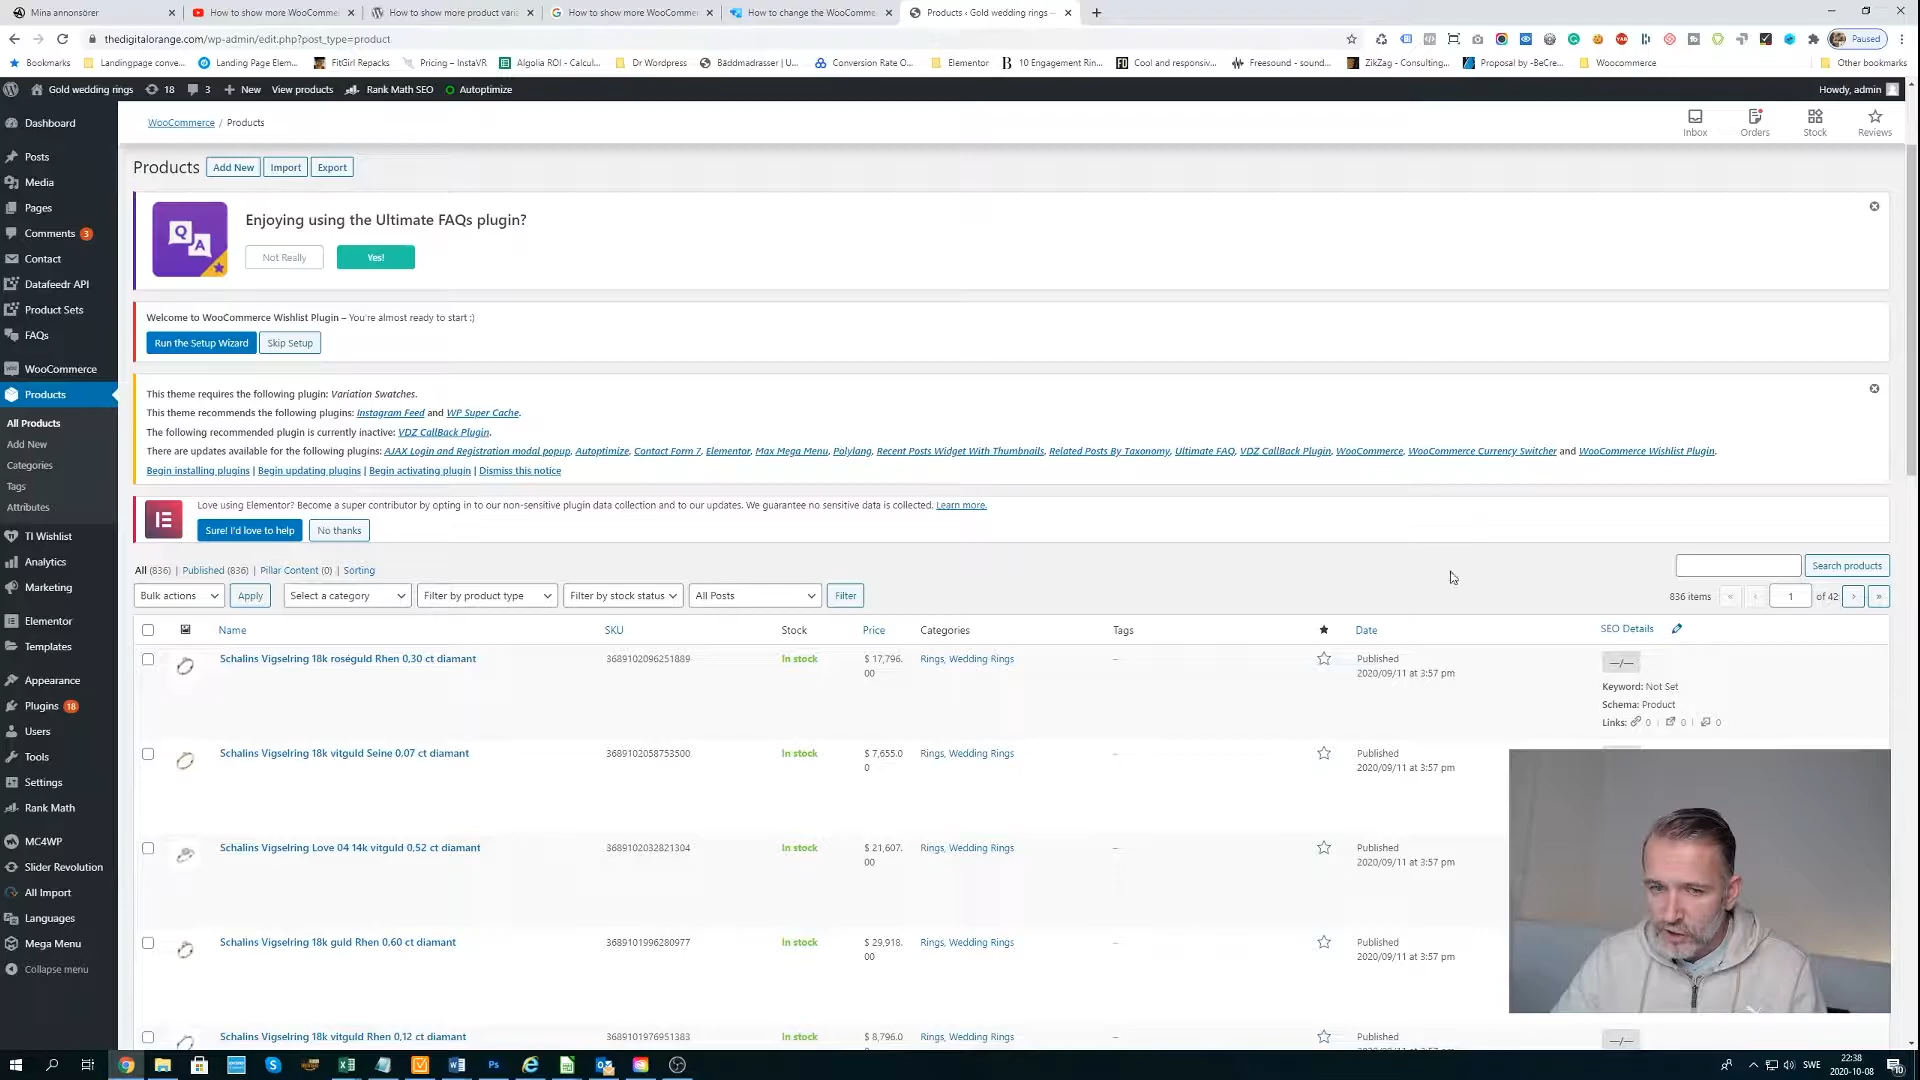 Mina annonsörer
How to show more WooComme
How to show more product varia
How to show more WooComm
How to change the WooComme
Products ‹ Gold wedding rings —
thedigitalorange.com/wp-admin/edit.php?post_type=product
Paused
Bookmarks
Landingpage conve...
Landing Page Elem...
FitGirl Repacks
Pricing – InstaVR
Algolia ROI - Calcul...
Dr Wordpress
Bäddmadrasser | U...
Conversion Rate O...
Elementor
10 Engagement Rin...
Cool and responsiv...
Freesound - sound...
ZikZag - Consulting...
Proposal by -BeCre...
Woocommerce
Other bookmarks
Gold wedding rings
18
3
New
View products
Rank Math SEO
Autoptimize
Howdy, admin
Dashboard
Posts
Media
Pages
Comments 3
Contact
Datafeedr API
Product Sets
FAQs
WooCommerce
Products
All Products
Add New
Categories
Tags
Attributes
TI Wishlist
Analytics
Marketing
Elementor
Templates
Appearance
Plugins 18
Users
Tools
Settings
Rank Math
MC4WP
Slider Revolution
All Import
Languages
Mega Menu
Collapse menu
WooCommerce / Products
Inbox
Orders
Stock
Reviews
Products
Add New
Import
Export
Q A
Enjoying using the Ultimate FAQs plugin?
Not Really
Yes!
Welcome to WooCommerce Wishlist Plugin – You're almost ready to start :)
Run the Setup Wizard
Skip Setup
This theme requires the following plugin: Variation Swatches.
This theme recommends the following plugins: Instagram Feed and WP Super Cache.
The following recommended plugin is currently inactive: VDZ CallBack Plugin.
There are updates available for the following plugins: AJAX Login and Registration modal popup, Autoptimize, Contact Form 7, Elementor, Max Mega Menu, Polylang, Recent Posts Widget With Thumbnails, Related Posts By Taxonomy, Ultimate FAQ, VDZ CallBack Plugin, WooCommerce, WooCommerce Currency Switcher and WooCommerce Wishlist Plugin.
Begin installing plugins | Begin updating plugins | Begin activating plugin | Dismiss this notice
Love using Elementor? Become a super contributor by opting in to our non-sensitive plugin data collection and to our updates. We guarantee no sensitive data is collected. Learn more.
Sure! I'd love to help
No thanks
All (836) | Published (836) | Pillar Content (0) | Sorting
Search products
Bulk actions
Apply
Select a category
Filter by product type
Filter by stock status
All Posts
Filter
836 items « ‹ 1 of 42 › »
Name SKU Stock Price Categories Tags Date SEO Details
Schalins Vigselring 18k roséguld Rhen 0,30 ct diamant 3689102096251889 In stock $ 17,796. Rings, Wedding Rings – Published —/—
00 2020/09/11 at 3:57 pm
Keyword: Not Set
Schema: Product
Links: 0 | 0 | 0
Schalins Vigselring 18k vitguld Seine 0.07 ct diamant 3689102058753500 In stock $ 7,655.0 Rings, Wedding Rings – Published
0 2020/09/11 at 3:57 pm
Schalins Vigselring Love 04 14k vitguld 0,52 ct diamant 3689102032821304 In stock $ 21,607. Rings, Wedding Rings – Published
00 2020/09/11 at 3:57 pm
Schalins Vigselring 18k guld Rhen 0,60 ct diamant 3689101996280977 In stock $ 29,918. Rings, Wedding Rings – Published
00 2020/09/11 at 3:57 pm
Schalins Vigselring 18k vitguld Rhen 0,12 ct diamant 3689101976951383 In stock $ 8,796.0 Rings, Wedding Rings – Published —/—
SWE
22:38
2020-10-08
10